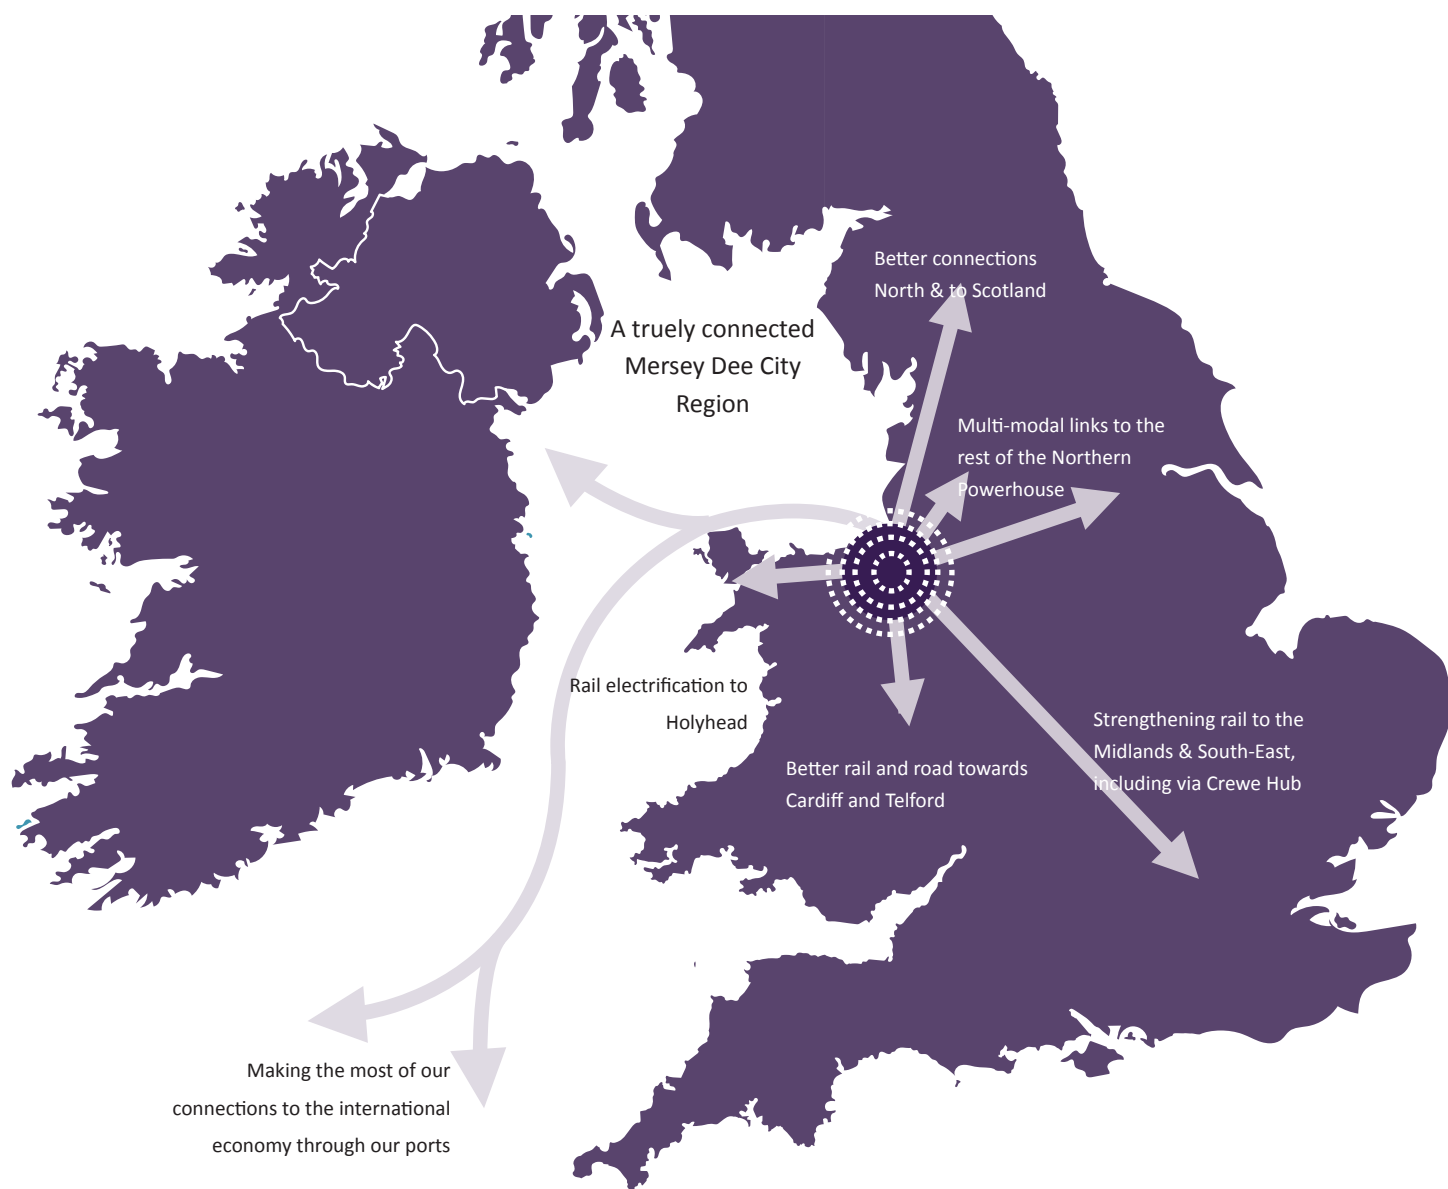 Better connections
North & to Scotland
A truely connected
Mersey Dee City
Region
Multi-modal links to the
rest of the Northern
Powerhouse
Rail electrification to
Holyhead
Strengthening rail to the
Midlands & South-East,
including via Crewe Hub
Better rail and road towards
Cardiff and Telford
Making the most of our
connections to the international
economy through our ports